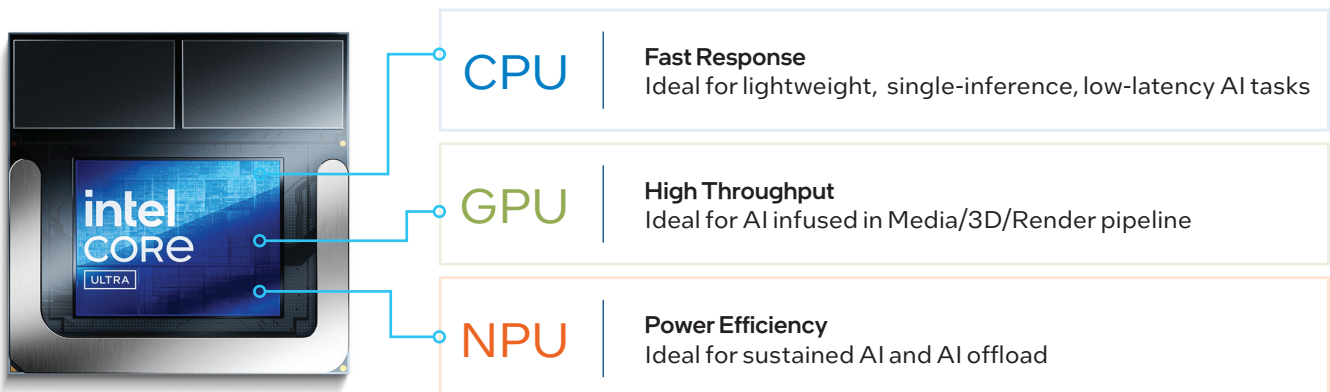 intel
CORE
ULTRA
CPU
Fast Response
Ideal for lightweight, single-inference, low-latency AI tasks
GPU
High Throughput
Ideal for AI infused in Media/3D/Render pipeline
NPU
Power Efficiency
Ideal for sustained AI and AI offload